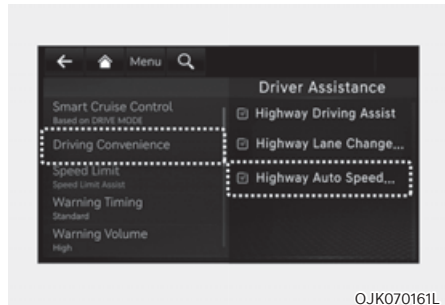 Menu
Driver Assistance
Smart Cruise Control
Based on DRIVE MODE
Driving Convenience
Speed Limit
Speed Limit Assist
Warning Timing
Standard
Warning Volume
High
Highway Driving Assist
Highway Lane Change...
Highway Auto Speed...
OJK070161L